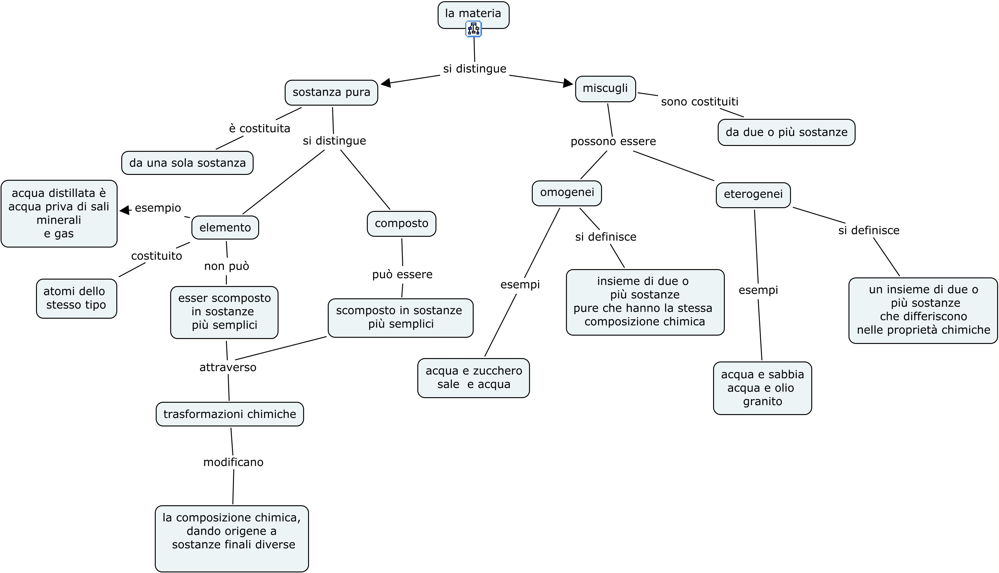 la materia
si distingue
sostanza pura
miscugli
sono costituiti
da due o più sostanze
è costituita
si distingue
possono essere
da una sola sostanza
omogenei
eterogenei
acqua distillata è
acqua priva di sali
minerali
e gas
esempio
elemento
composto
si definisce
si definisce
costituito
non può
può essere
esempi
esempi
atomi dello
stesso tipo
esser scomposto
in sostanze
più semplici
scomposto in sostanze
più semplici
insieme di due o
più sostanze
pure che hanno la stessa
composizione chimica
un insieme di due o
più sostanze
che differiscono
nelle proprietà chimiche
attraverso
acqua e zucchero
sale  e acqua
acqua e sabbia
acqua e olio
granito
trasformazioni chimiche
modificano
la composizione chimica,
dando origene a
sostanze finali diverse